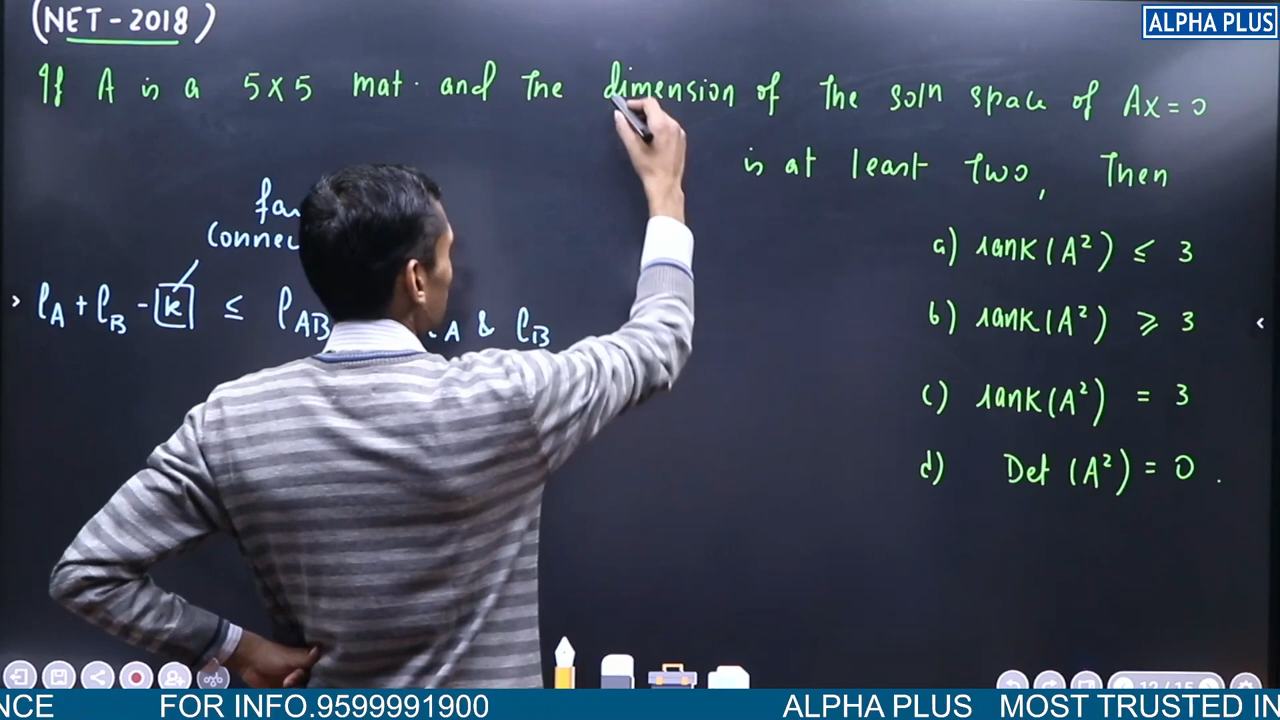 (NET-2018)
ALPHA PLUS
If A is a 5×5 mat. and the dimension of the soln space of AX=0
is at least two, Then
a) rank(A²) ≤ 3
b) rank(A²) ≥ 3
c) rank(A²) = 3
d) Det (A²) = 0.
ρA + ρB - k ≤ ρAB A & ρB
12/15
NCE FOR INFO.9599991900 ALPHA PLUS MOST TRUSTED IN